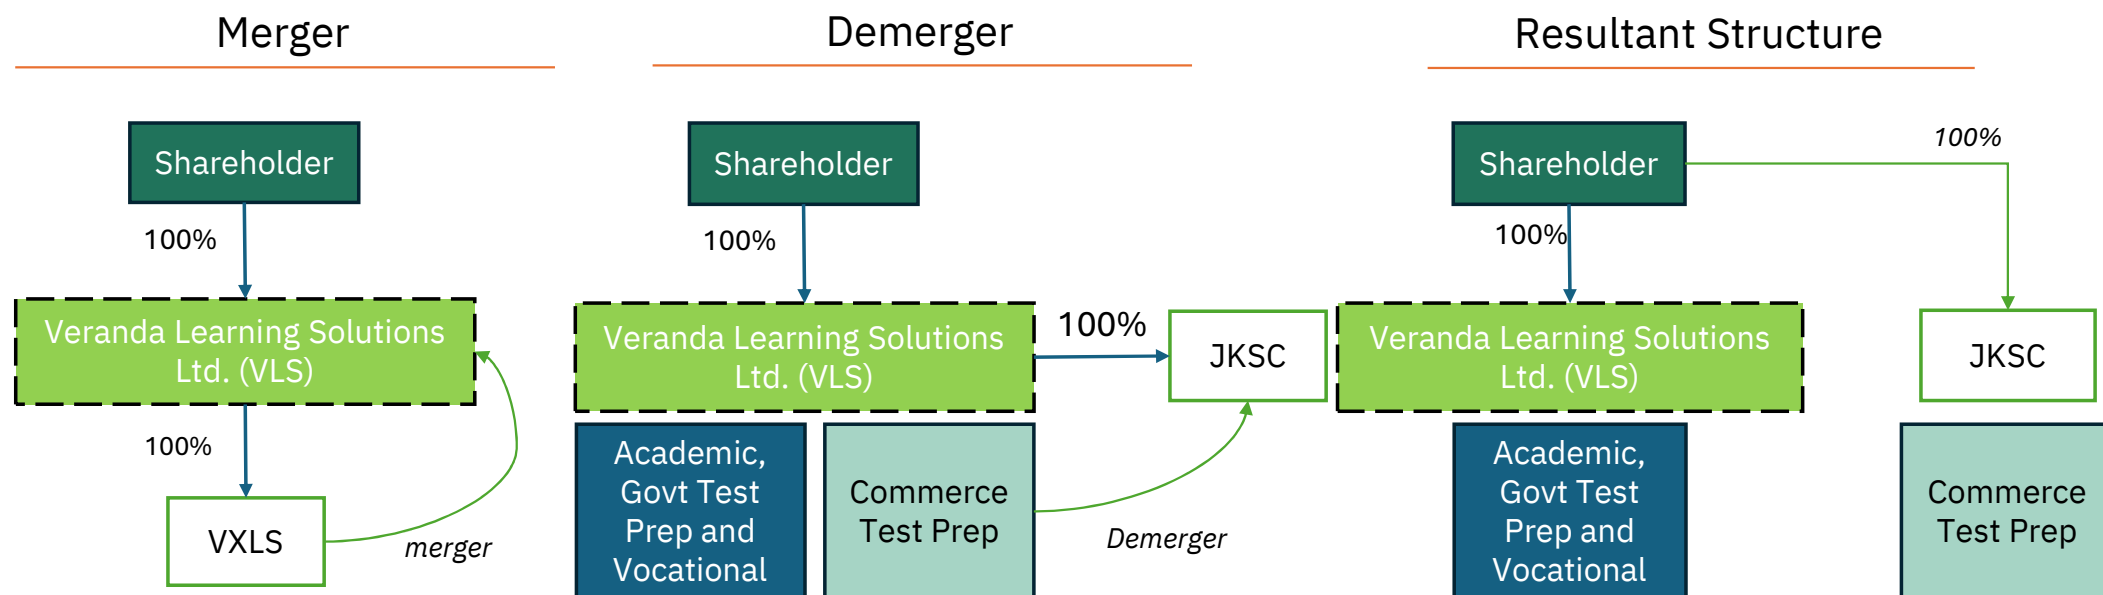 Merger
Shareholder
100%
Veranda Learning Solutions
Ltd. (VLS)
100%
VXLS
merger
Demerger
Shareholder
100%
Veranda Learning Solutions
Ltd. (VLS)
100%
JKSC
Academic,
Govt Test
Prep and
Vocational
Commerce
Test Prep
Demerger
Resultant Structure
Shareholder
100%
100%
Veranda Learning Solutions
Ltd. (VLS)
JKSC
Academic,
Govt Test
Prep and
Vocational
Commerce
Test Prep